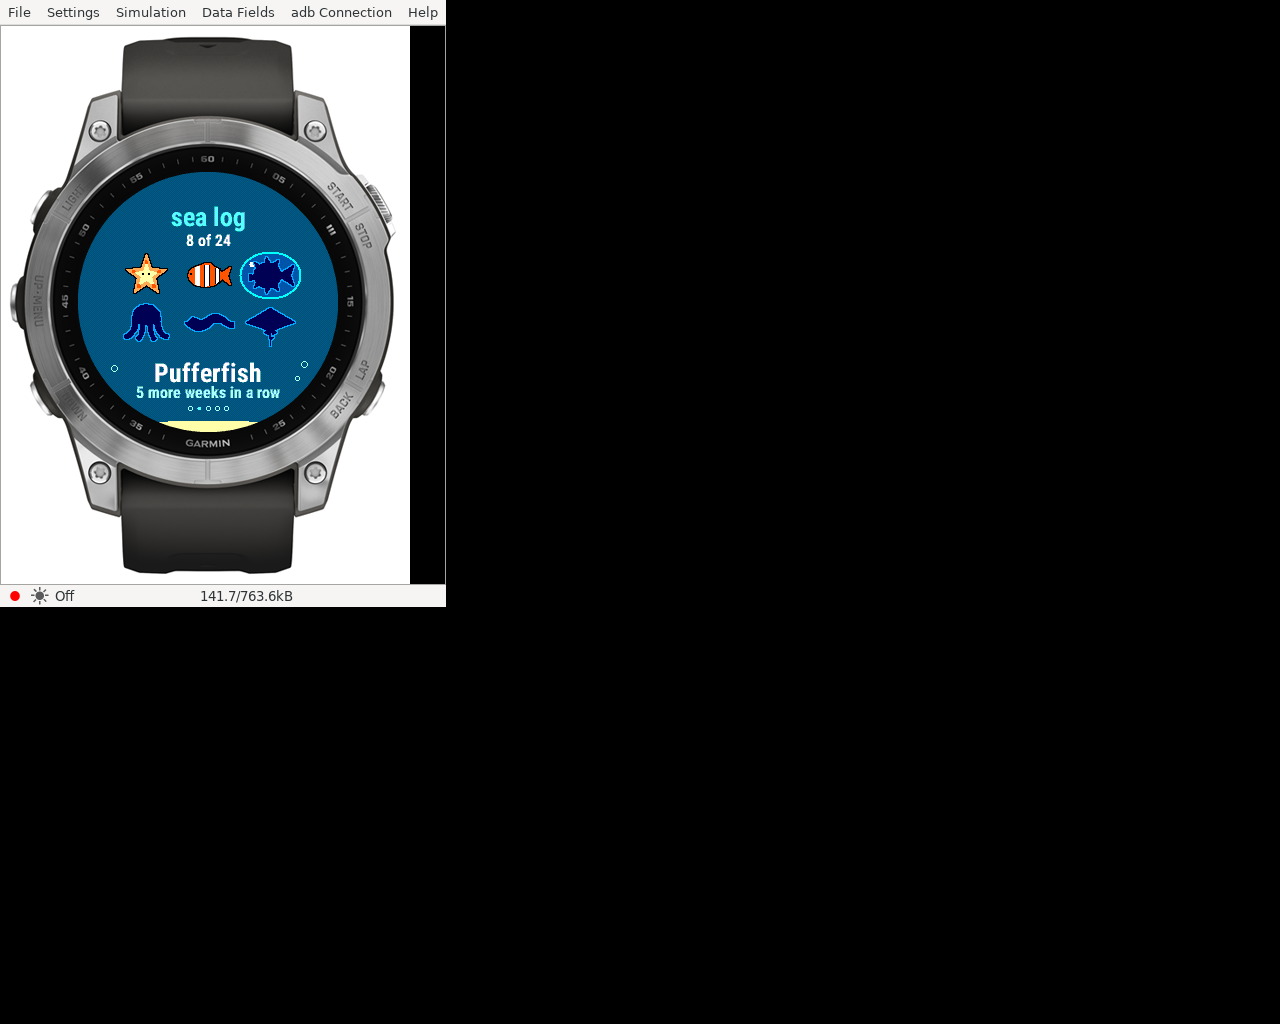 File Settings Simulation Data Fields adb Connection Help
60
55 05
LIGHT START
50 STOP
sea log
8 of 24
UP·MENU 45 15
Pufferfish
5 more weeks in a row
40 20 LAP
DOWN 35 25 BACK
GARMIN
Off 141.7/763.6kB